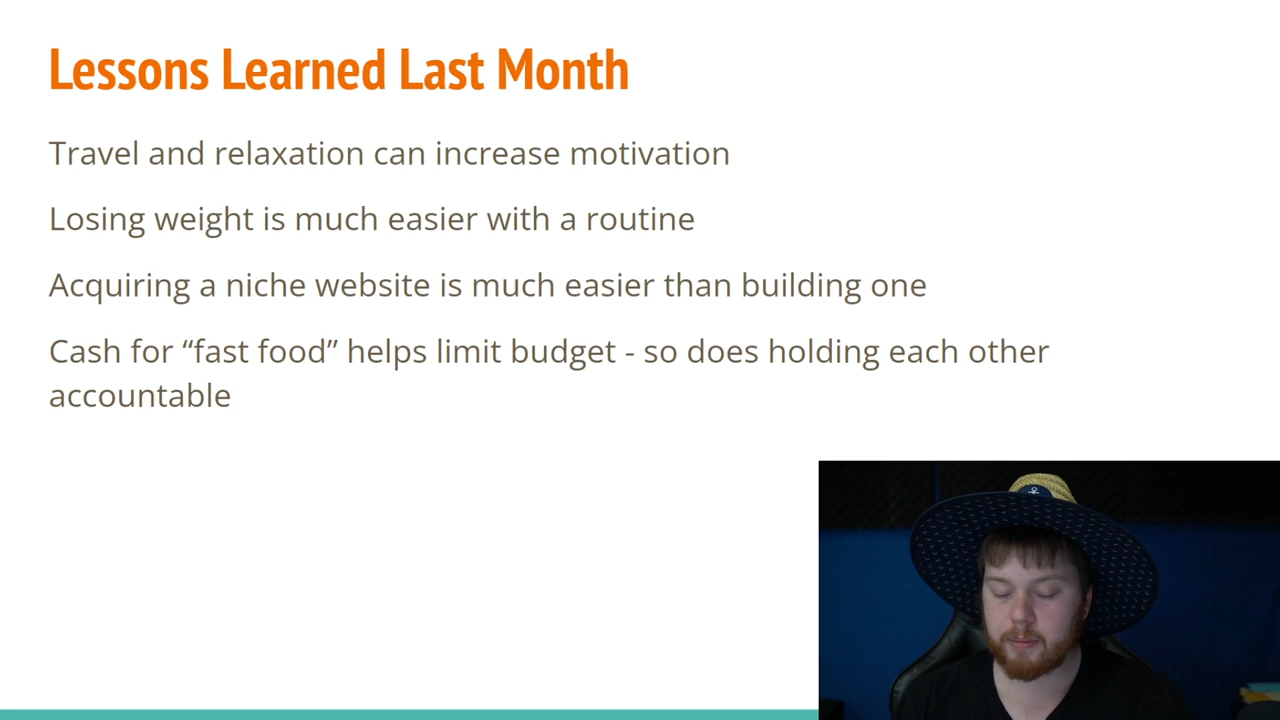 Lessons Learned Last Month
Travel and relaxation can increase motivation
Losing weight is much easier with a routine
Acquiring a niche website is much easier than building one
Cash for “fast food” helps limit budget - so does holding each other
accountable